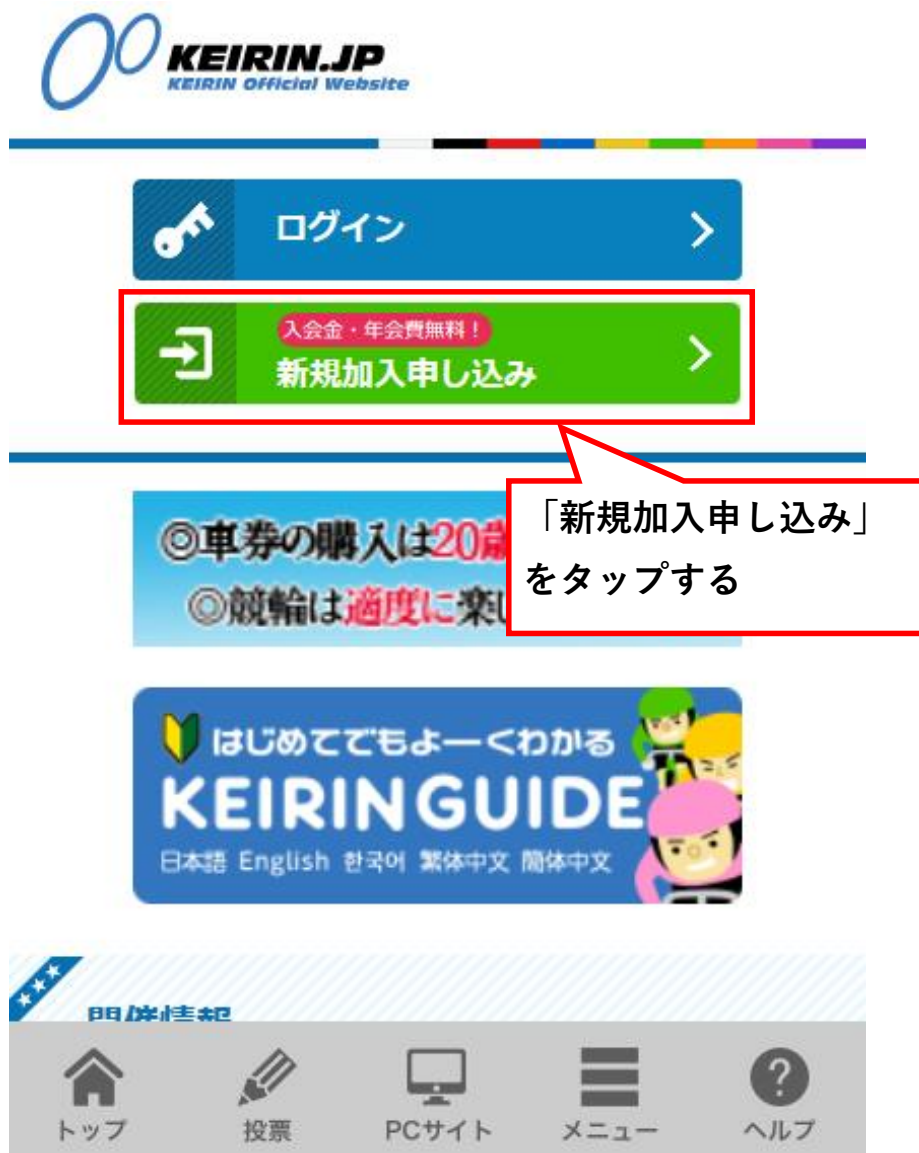 KEIRIN.JP
KEIRIN Official Website
ログイン
入会金・年会費無料！
新規加入申し込み
「新規加入申し込み」
をタップする
◎車券の購入は20歳
◎競輪は適度に楽し
はじめてでもよーくわかる
KEIRIN GUIDE
日本語 English 한국어 繁体中文 簡体中文
開催情報
トップ 投票 PCサイト メニュー ヘルプ